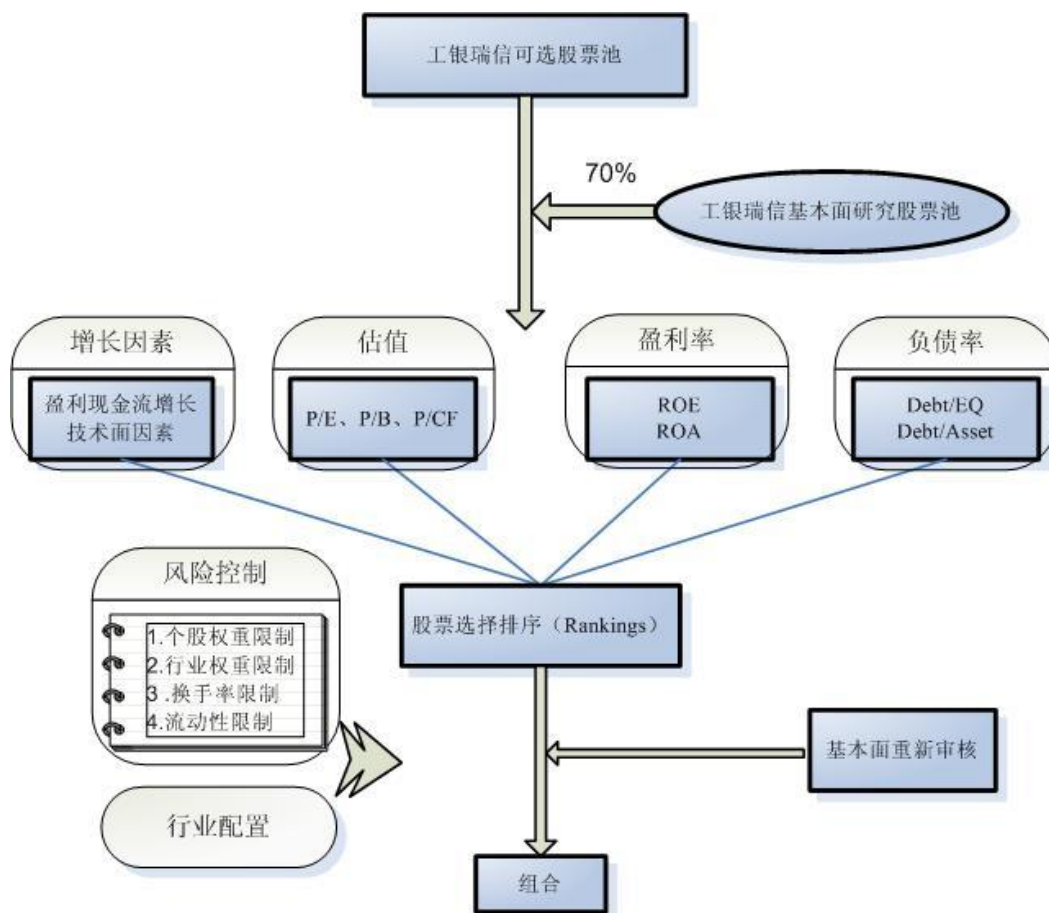 工银瑞信可选股票池
70%
工银瑞信基本面研究股票池
增长因素
盈利现金流增长
技术面因素
估值
P/E、P/B、P/CF
盈利率
ROE
ROA
负债率
Debt/EQ
Debt/Asset
风险控制
1.个股权重限制
2.行业权重限制
3 .换手率限制
4.流动性限制
股票选择排序（Rankings）
基本面重新审核
行业配置
组合